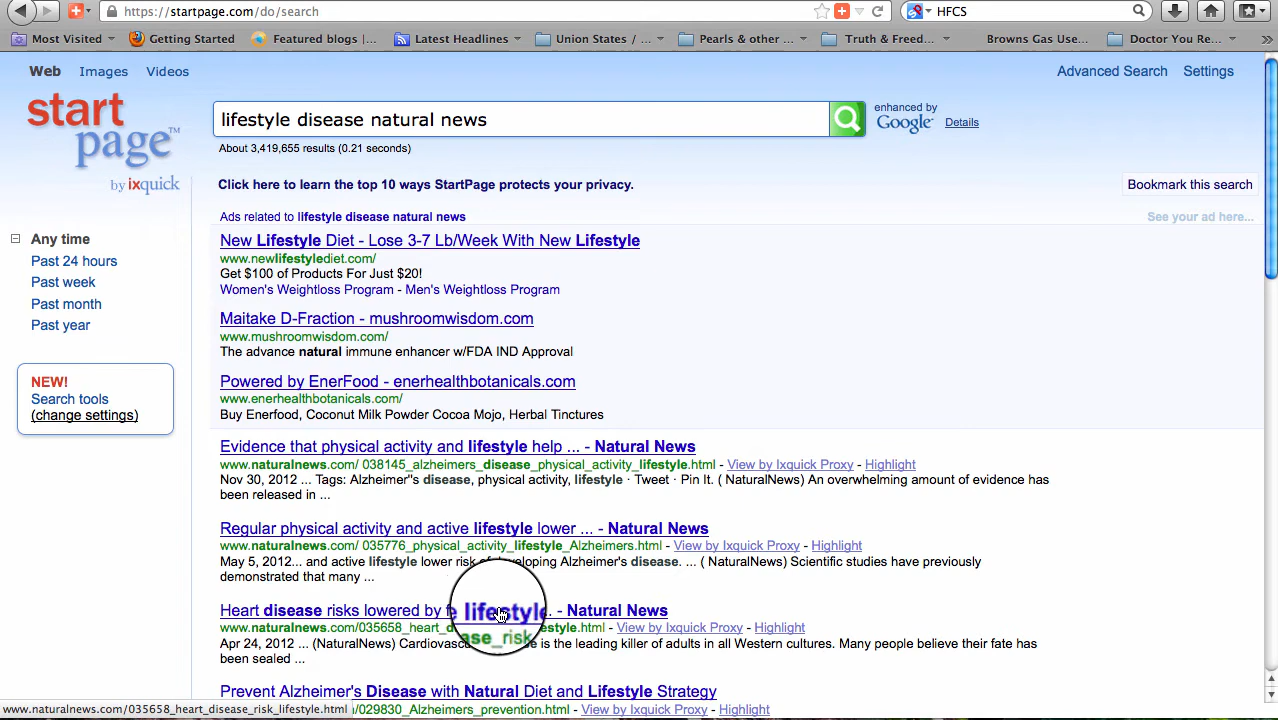 https://startpage.com/do/search
HFCS
Most Visited
Getting Started
Featured blogs |...
Latest Headlines
Union States / ...
Pearls & other ...
Truth & Freed...
Browns Gas Use...
Doctor You Re...
Web Images Videos
Advanced Search Settings
start
page™
by ixquick
lifestyle disease natural news
enhanced by
Google™ Details
About 3,419,655 results (0.21 seconds)
Click here to learn the top 10 ways StartPage protects your privacy.
Bookmark this search
Ads related to lifestyle disease natural news
See your ad here...
Any time
Past 24 hours
Past week
Past month
Past year
NEW!
Search tools
(change settings)
New Lifestyle Diet - Lose 3-7 Lb/Week With New Lifestyle
www.newlifestylediet.com/
Get $100 of Products For Just $20!
Women's Weightloss Program - Men's Weightloss Program
Maitake D-Fraction - mushroomwisdom.com
www.mushroomwisdom.com/
The advance natural immune enhancer w/FDA IND Approval
Powered by EnerFood - enerhealthbotanicals.com
www.enerhealthbotanicals.com/
Buy Enerfood, Coconut Milk Powder Cocoa Mojo, Herbal Tinctures
Evidence that physical activity and lifestyle help ... - Natural News
www.naturalnews.com/ 038145_alzheimers_disease_physical_activity_lifestyle.html - View by Ixquick Proxy - Highlight
Nov 30, 2012 ... Tags: Alzheimer"s disease, physical activity, lifestyle · Tweet · Pin It. ( NaturalNews) An overwhelming amount of evidence has
been released in ...
Regular physical activity and active lifestyle lower ... - Natural News
www.naturalnews.com/ 035776_physical_activity_lifestyle_Alzheimers.html - View by Ixquick Proxy - Highlight
May 5, 2012... and active lifestyle lower risk of developing Alzheimer's disease. ... ( NaturalNews) Scientific studies have previously
demonstrated that many ...
Heart disease risks lowered by lifestyle . - Natural News
www.naturalnews.com/035658_heart_ ase_risk style.html - View by Ixquick Proxy - Highlight
Apr 24, 2012 ... (NaturalNews) is the leading killer of adults in all Western cultures. Many people believe their fate has
been sealed ...
Prevent Alzheimer's Disease with Natural Diet and Lifestyle Strategy
/029830_Alzheimers_prevention.html - View by Ixquick Proxy - Highlight
www.naturalnews.com/035658_heart_disease_risk_lifestyle.html